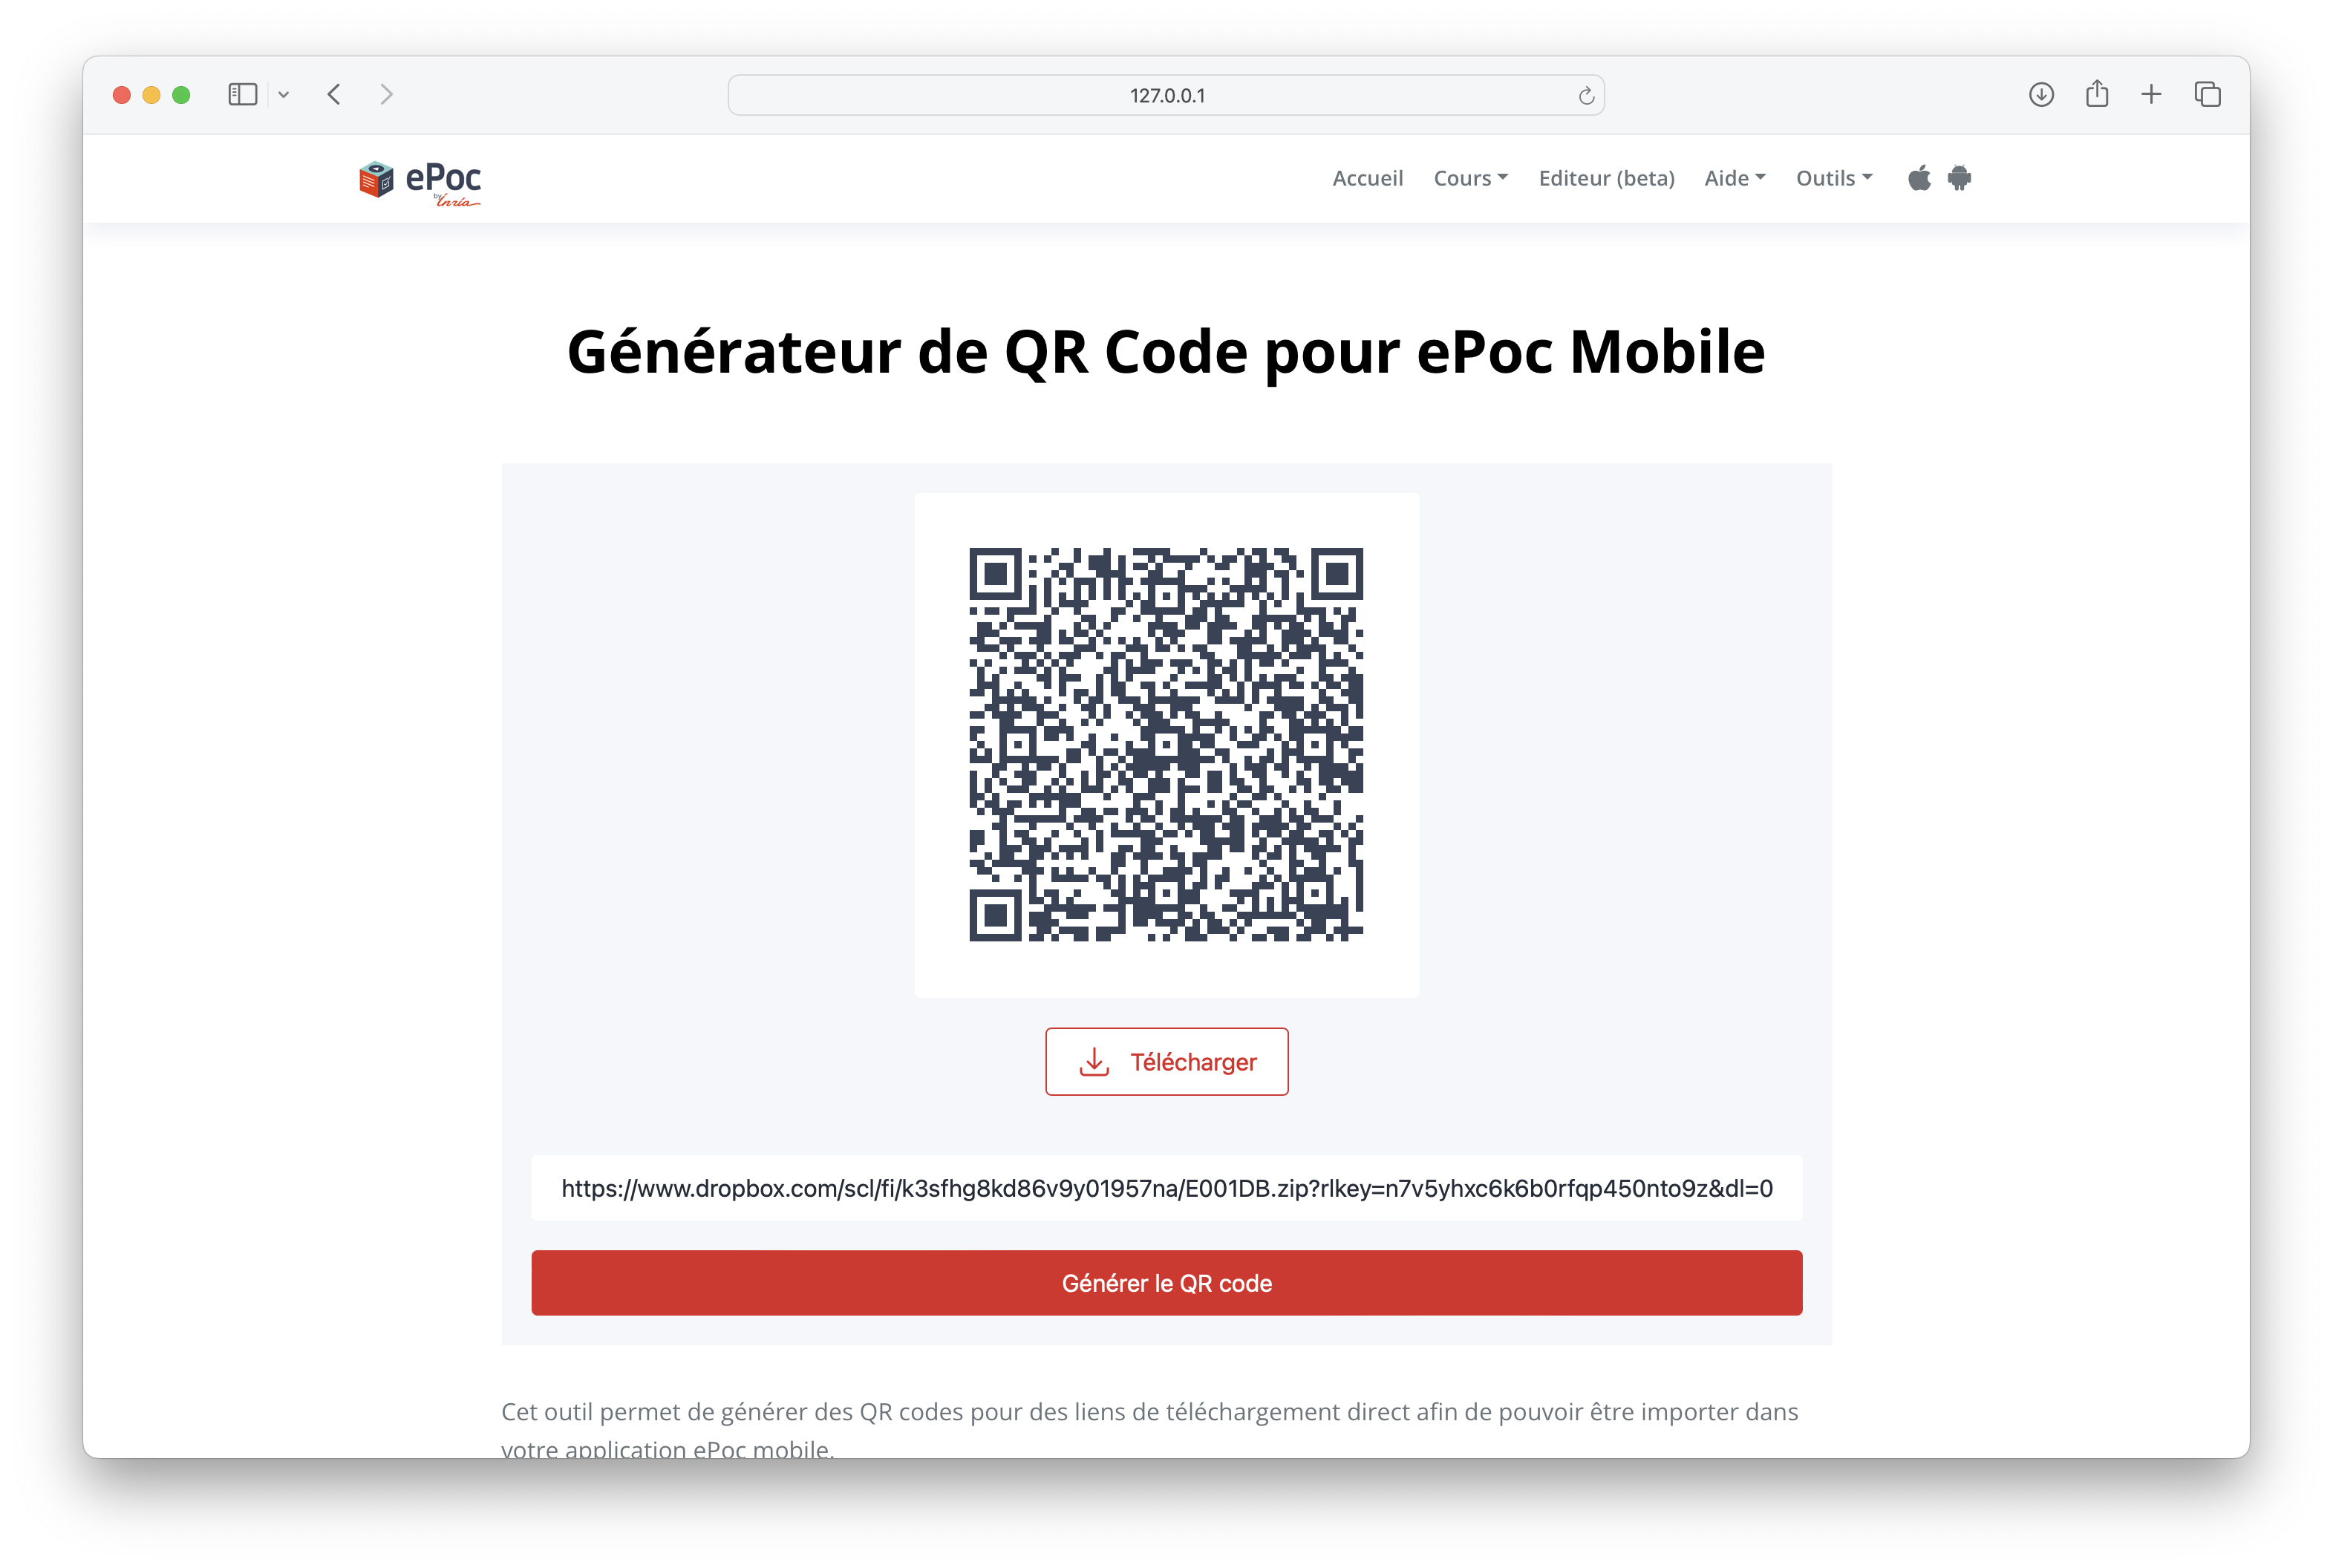 127.0.0.1
ePoc
by Inria
Accueil Cours Editeur (beta) Aide Outils
Générateur de QR Code pour ePoc Mobile
Télécharger
https://www.dropbox.com/scl/fi/k3sfhg8kd86v9y01957na/E001DB.zip?rlkey=n7v5yhxc6k6b0rfqp450nto9z&dl=0
Générer le QR code
Cet outil permet de générer des QR codes pour des liens de téléchargement direct afin de pouvoir être importer dans
votre application ePoc mobile.